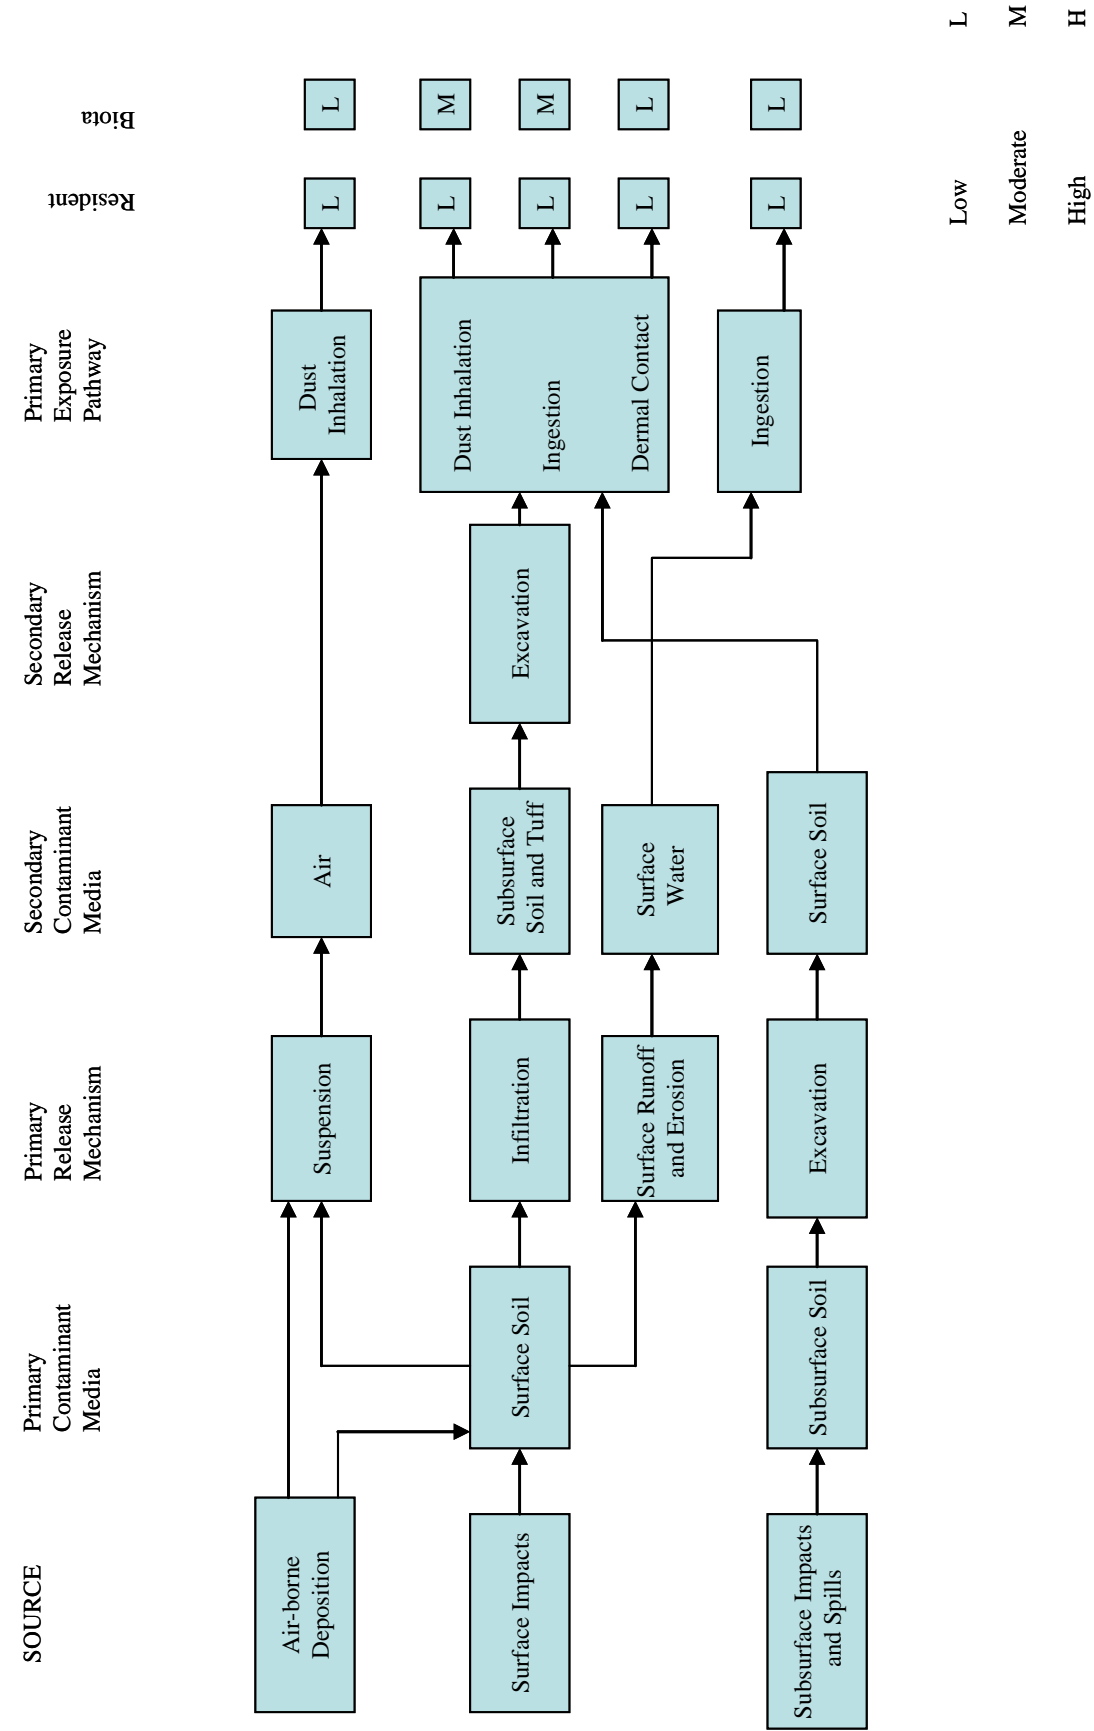 SOURCE
Primary
Contaminant
Media
Primary
Release
Mechanism
Secondary
Contaminant
Media
Secondary
Release
Mechanism
Primary
Exposure
Pathway
Resident
Biota
Air-borne
Deposition
Suspension
Air
Dust
Inhalation
L
L
Surface Impacts
Surface Soil
Infiltration
Subsurface
Soil and Tuff
Excavation
Dust Inhalation
L
M
Ingestion
L
M
Dermal Contact
L
L
Surface Runoff
and Erosion
Surface
Water
Ingestion
L
L
Subsurface Impacts
and Spills
Subsurface Soil
Excavation
Surface Soil
Low L
Moderate M
High H